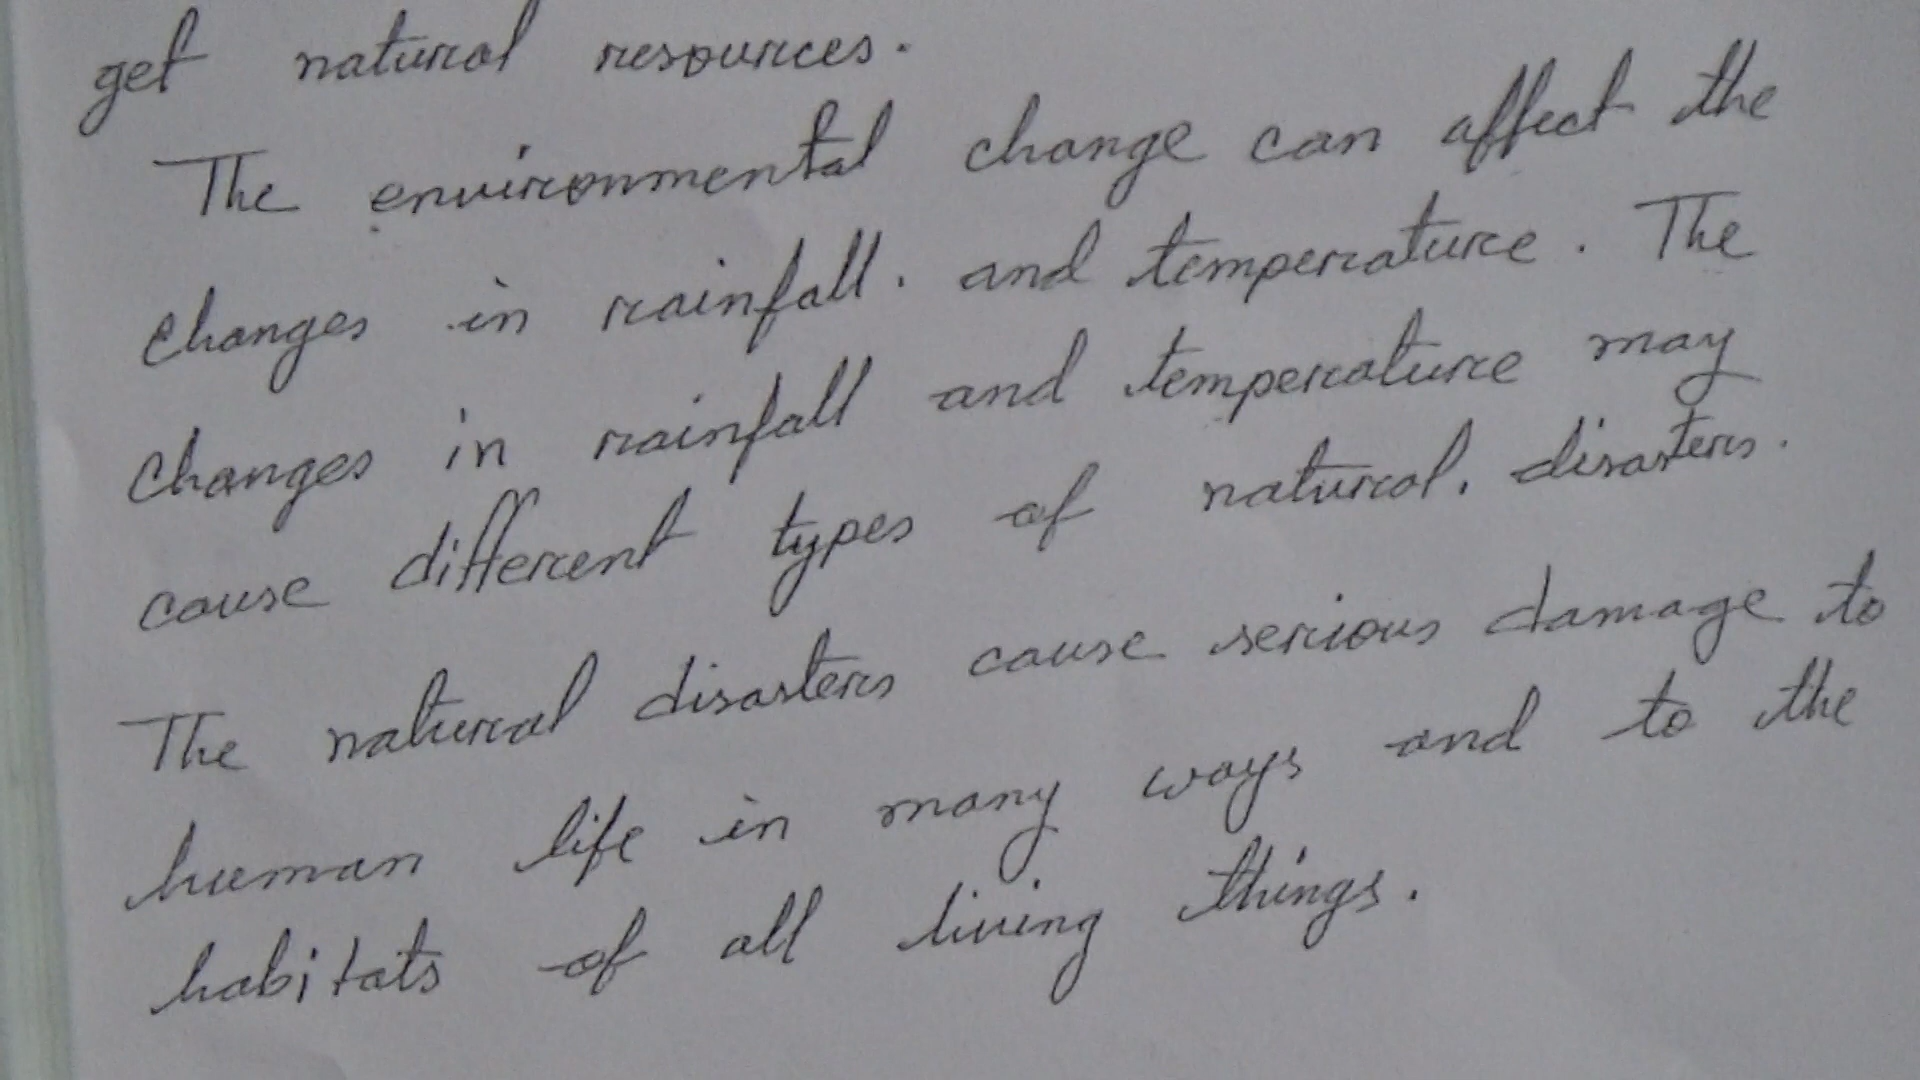 get natural resources.
The environmental change can affect the
changes in rainfall. and temperature. The
changes in rainfall and temperature may
cause different types of natural. disasters.
The natural disasters cause serious damage to
human life in many ways and to the
habitats of all living things.